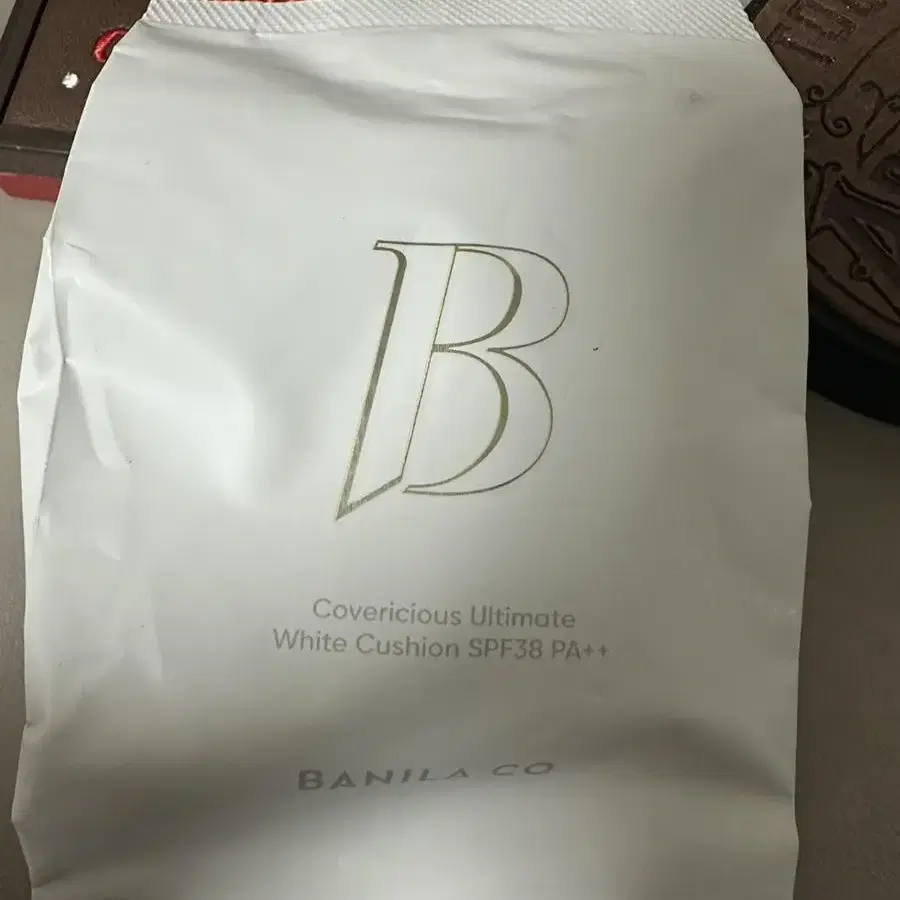 B
Covericious Ultimate
White Cushion SPF38 PA++
BANILA CO